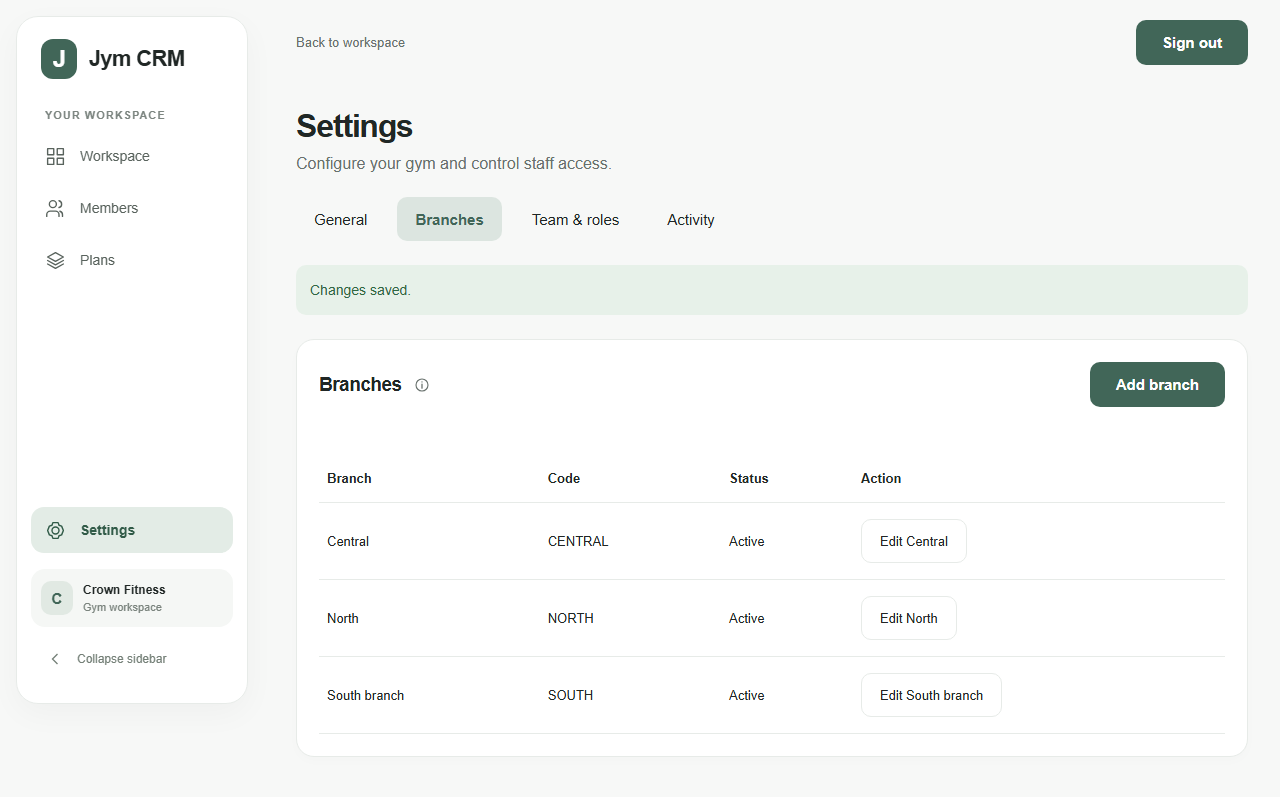 J Jym CRM
YOUR WORKSPACE
Workspace
Members
Plans
Settings
C
Crown Fitness
Gym workspace
Collapse sidebar
Back to workspace
Sign out
Settings
Configure your gym and control staff access.
General Branches Team & roles Activity
Changes saved.
Branches
Add branch
Branch Code Status Action
Central CENTRAL Active Edit Central
North NORTH Active Edit North
South branch SOUTH Active Edit South branch